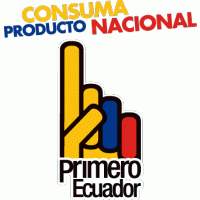 CONSUMA
PRODUCTO NACIONAL
primero
Ecuador